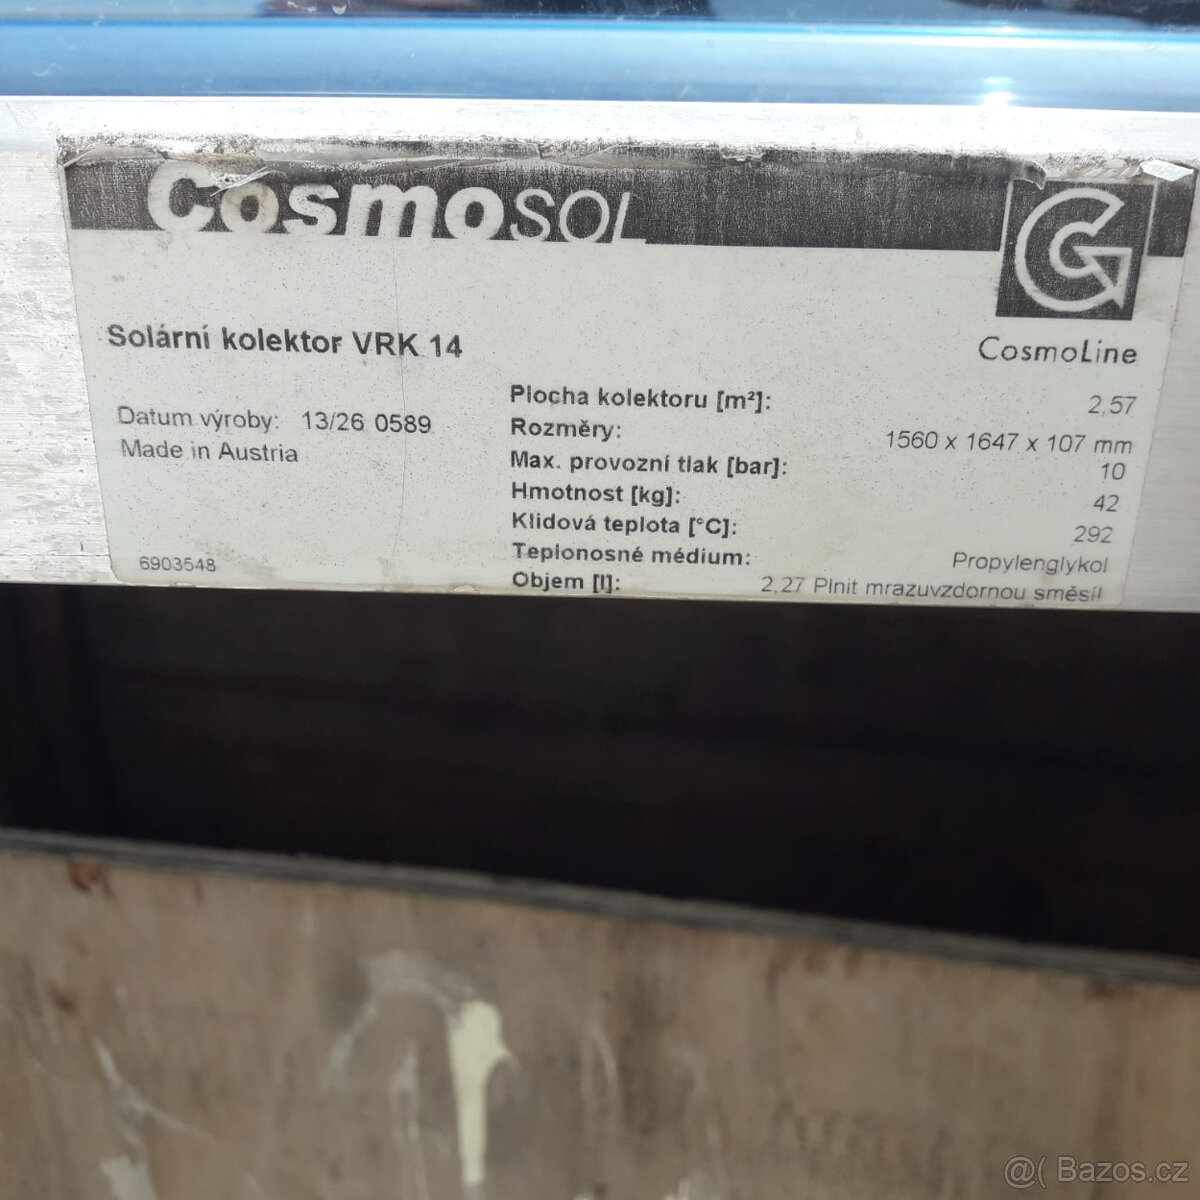 CosmoSOL
CosmoLine
Solární kolektor VRK 14
Datum výroby: 13/26 0589
Made in Austria
6903548
Plocha kolektoru [m²]: 2,57
Rozměry: 1560 x 1647 x 107 mm
Max. provozní tlak [bar]: 10
Hmotnost [kg]: 42
Klidová teplota [°C]: 292
Teplonosné médium: Propylenglykol
Objem [l]: 2,27 Plnit mrazuvzdornou směsí!
@( Bazos.cz